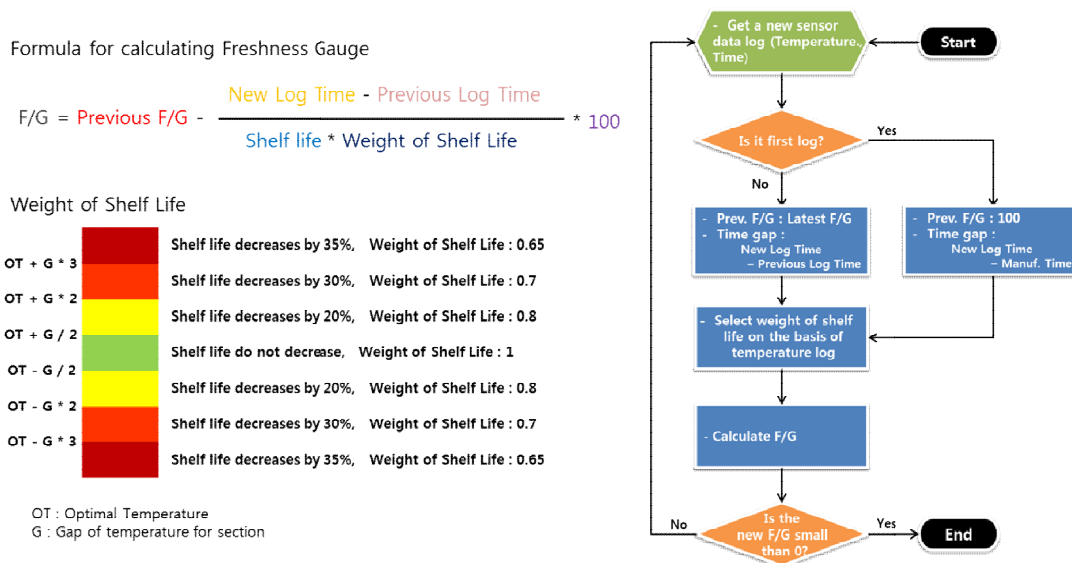 Formula for calculating Freshness Gauge
F/G = Previous F/G - New Log Time - Previous Log Time * 100
Shelf life * Weight of Shelf Life
Weight of Shelf Life
Shelf life decreases by 35%, Weight of Shelf Life : 0.65
OT + G * 3
Shelf life decreases by 30%, Weight of Shelf Life : 0.7
OT + G * 2
Shelf life decreases by 20%, Weight of Shelf Life : 0.8
OT + G / 2
Shelf life do not decrease, Weight of Shelf Life : 1
OT - G / 2
Shelf life decreases by 20%, Weight of Shelf Life : 0.8
OT - G * 2
Shelf life decreases by 30%, Weight of Shelf Life : 0.7
OT - G * 3
Shelf life decreases by 35%, Weight of Shelf Life : 0.65
OT : Optimal Temperature
G : Gap of temperature for section
Start
- Get a new sensor
data log (Temperature.,
Time)
Is it first log?
Yes
No
- Prev. F/G : Latest F/G
- Time gap :
New Log Time
– Previous Log Time
- Prev. F/G : 100
- Time gap :
New Log Time
– Manuf. Time
- Select weight of shelf
life on the basis of
temperature log
- Calculate F/G
Is the
new F/G small
than 0?
No
Yes
End